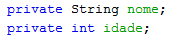 private String nome;
private int idade;